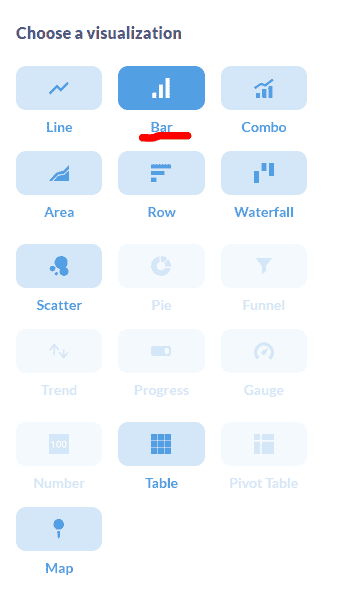 Choose a visualization
Line
Bar
Combo
Area
Row
Waterfall
Scatter
Pie
Funnel
Trend
Progress
Gauge
100
Number
Table
Pivot Table
Map